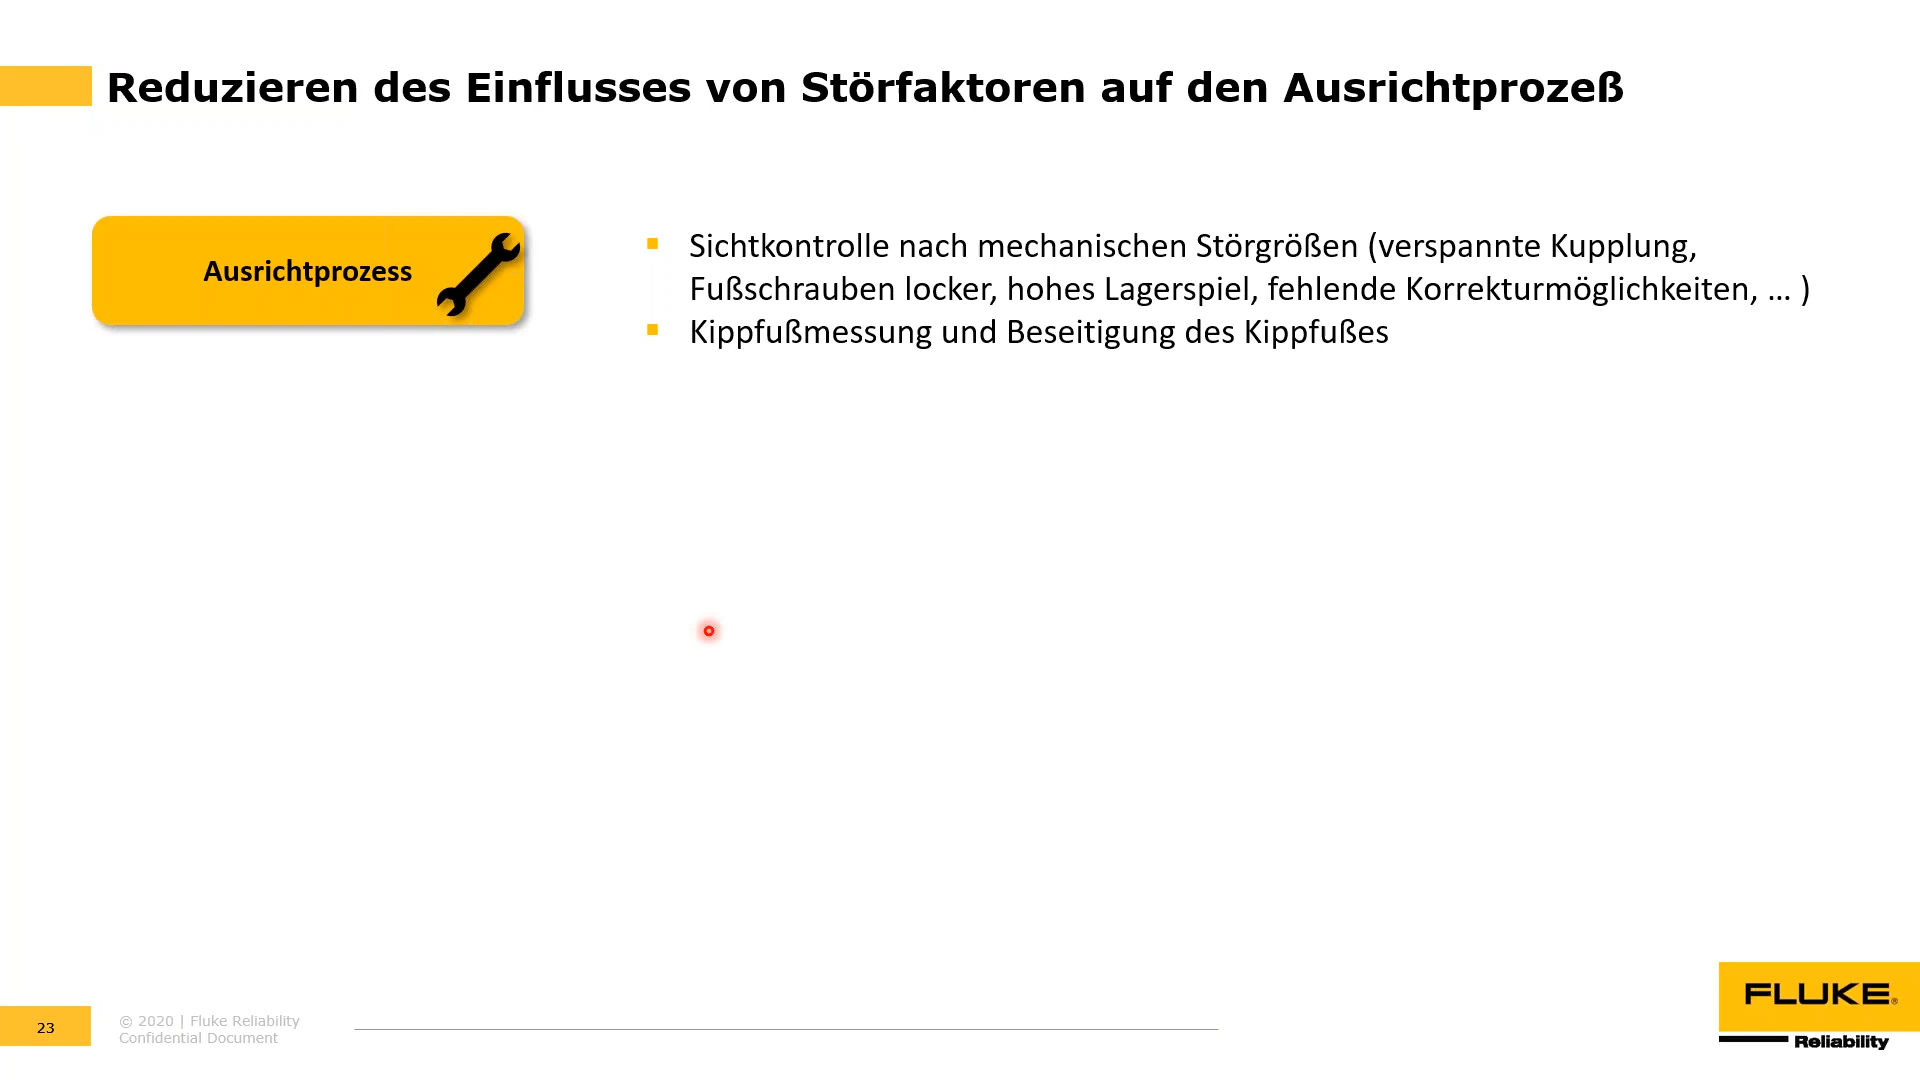 Reduzieren des Einflusses von Störfaktoren auf den Ausrichtprozeß
Ausrichtprozess
▪ Sichtkontrolle nach mechanischen Störgrößen (verspannte Kupplung,
Fußschrauben locker, hohes Lagerspiel, fehlende Korrekturmöglichkeiten, … )
▪ Kippfußmessung und Beseitigung des Kippfußes
23
© 2020 | Fluke Reliability
Confidential Document
FLUKE®
Reliability